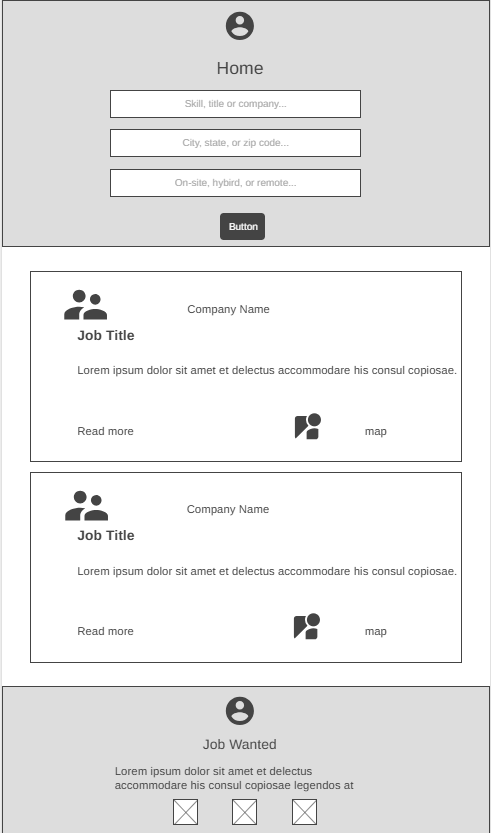 Home
Skill, title or company...
City, state, or zip code...
On-site, hybird, or remote...
Button
Company Name
Job Title
Lorem ipsum dolor sit amet et delectus accommodare his consul copiosae.
Read more map
Company Name
Job Title
Lorem ipsum dolor sit amet et delectus accommodare his consul copiosae.
Read more map
Job Wanted
Lorem ipsum dolor sit amet et delectus
accommodare his consul copiosae legendos at